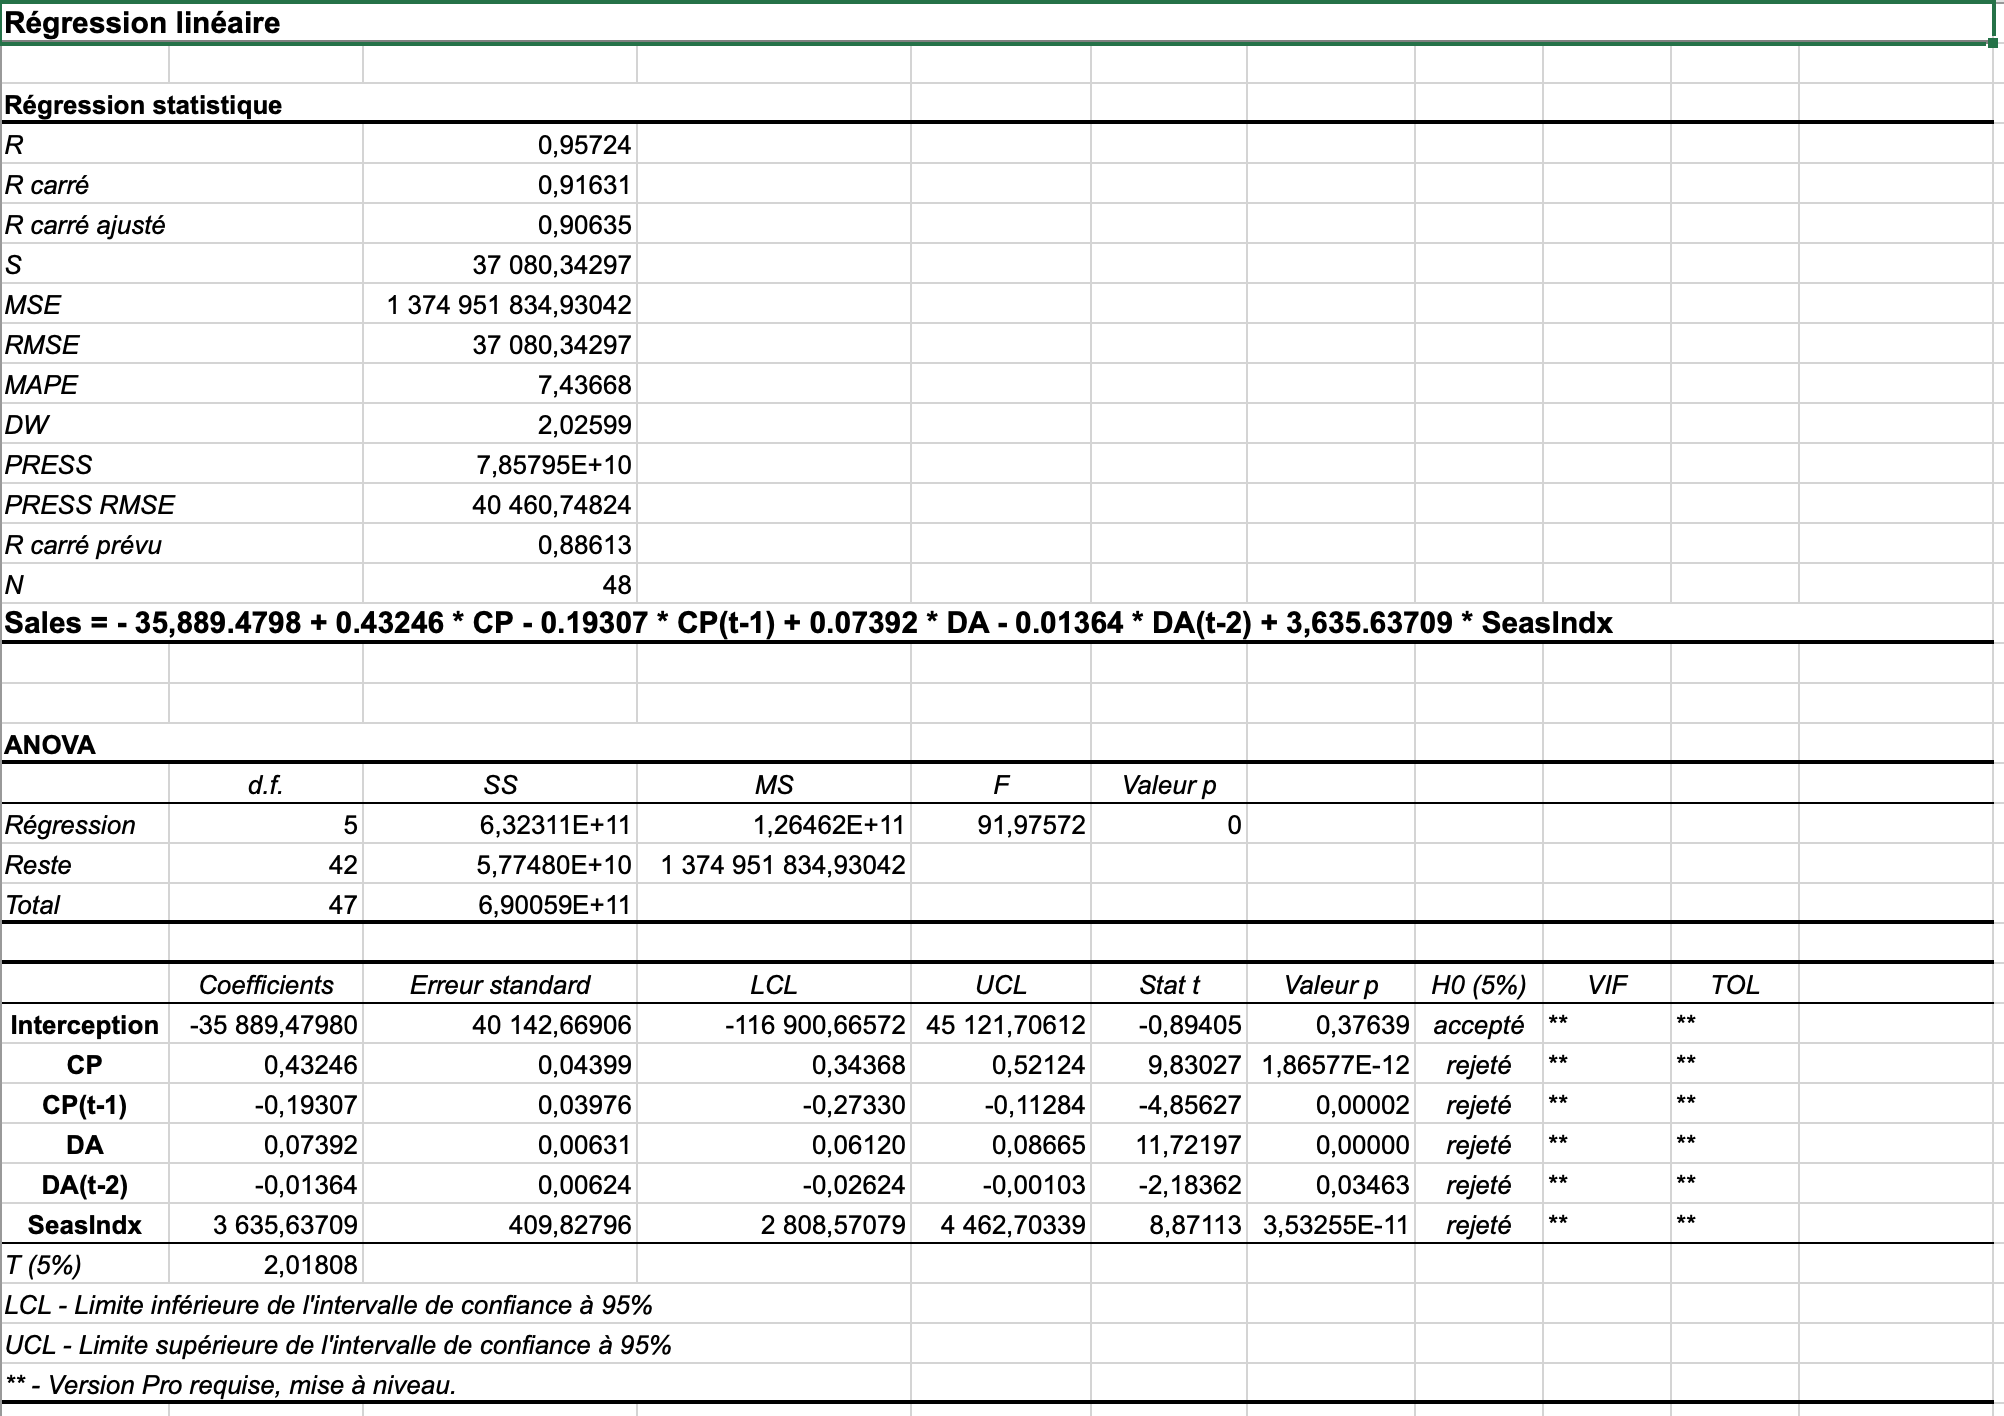 Régression linéaire
Régression statistique
R 0,95724
R carré 0,91631
R carré ajusté 0,90635
S 37 080,34297
MSE 1 374 951 834,93042
RMSE 37 080,34297
MAPE 7,43668
DW 2,02599
PRESS 7,85795E+10
PRESS RMSE 40 460,74824
R carré prévu 0,88613
N 48
Sales = - 35,889.4798 + 0.43246 * CP - 0.19307 * CP(t-1) + 0.07392 * DA - 0.01364 * DA(t-2) + 3,635.63709 * SeasIndx
ANOVA
d.f. SS MS F Valeur p
Régression 5 6,32311E+11 1,26462E+11 91,97572 0
Reste 42 5,77480E+10 1 374 951 834,93042
Total 47 6,90059E+11
Coefficients Erreur standard LCL UCL Stat t Valeur p H0 (5%) VIF TOL
Interception -35 889,47980 40 142,66906 -116 900,66572 45 121,70612 -0,89405 0,37639 accepté ** **
CP 0,43246 0,04399 0,34368 0,52124 9,83027 1,86577E-12 rejeté ** **
CP(t-1) -0,19307 0,03976 -0,27330 -0,11284 -4,85627 0,00002 rejeté ** **
DA 0,07392 0,00631 0,06120 0,08665 11,72197 0,00000 rejeté ** **
DA(t-2) -0,01364 0,00624 -0,02624 -0,00103 -2,18362 0,03463 rejeté ** **
SeasIndx 3 635,63709 409,82796 2 808,57079 4 462,70339 8,87113 3,53255E-11 rejeté ** **
T (5%) 2,01808
LCL - Limite inférieure de l'intervalle de confiance à 95%
UCL - Limite supérieure de l'intervalle de confiance à 95%
** - Version Pro requise, mise à niveau.